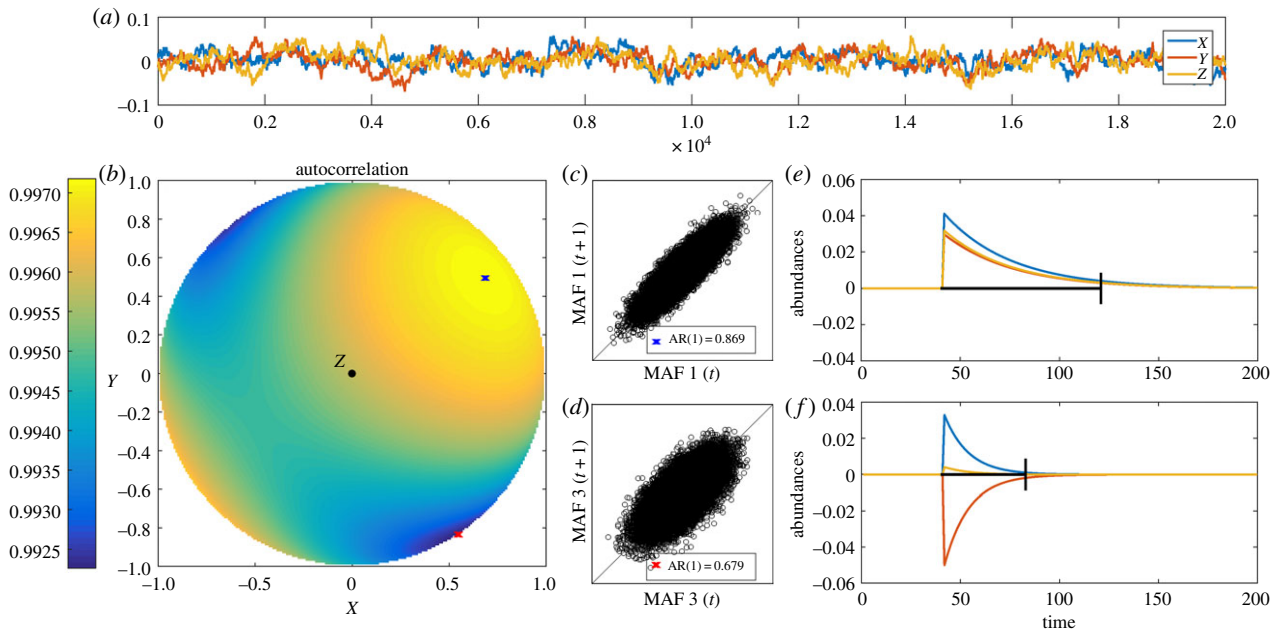 (a)
0.1
0
–0.1
X
Y
Z
0 0.2 0.4 0.6 0.8 1.0 1.2 1.4 1.6 1.8 2.0
× 10⁴
(b)
autocorrelation
0.9970
0.9965
0.9960
0.9950
0.9945
0.9940
0.9935
0.9930
0.9925
1.0
0.8
0.6
0.4
0.2
0
–0.2
–0.4
–0.6
–0.8
–1.0
Y
Z
–1.0 –0.5 0 0.5 1.0
X
(c)
MAF 1 (t + 1)
AR(1) = 0.869
MAF 1 (t)
(d)
MAF 3 (t + 1)
AR(1) = 0.679
MAF 3 (t)
(e)
abundances
0.06
0.04
0.02
0
–0.02
–0.04
0 50 100 150 200
(f)
abundances
0.04
0.02
0
–0.02
–0.04
–0.06
0 50 100 150 200
time